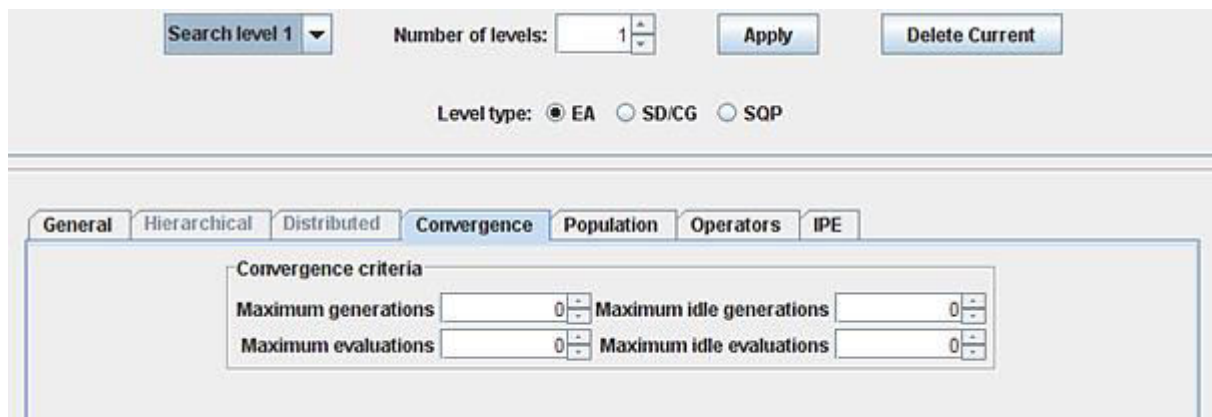 Search level 1 Number of levels: 1 Apply Delete Current
Level type: EA SD/CG SQP
General Hierarchical Distributed Convergence Population Operators IPE
Convergence criteria
Maximum generations 0 Maximum idle generations 0
Maximum evaluations 0 Maximum idle evaluations 0